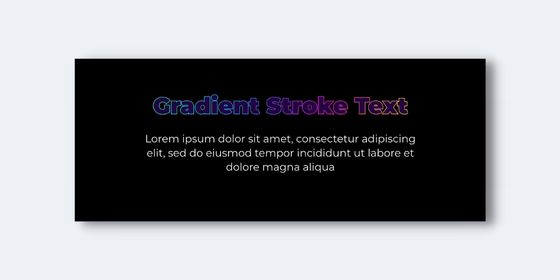 Gradient Stroke Text
Lorem ipsum dolor sit amet, consectetur adipiscing
elit, sed do eiusmod tempor incididunt ut labore et
dolore magna aliqua